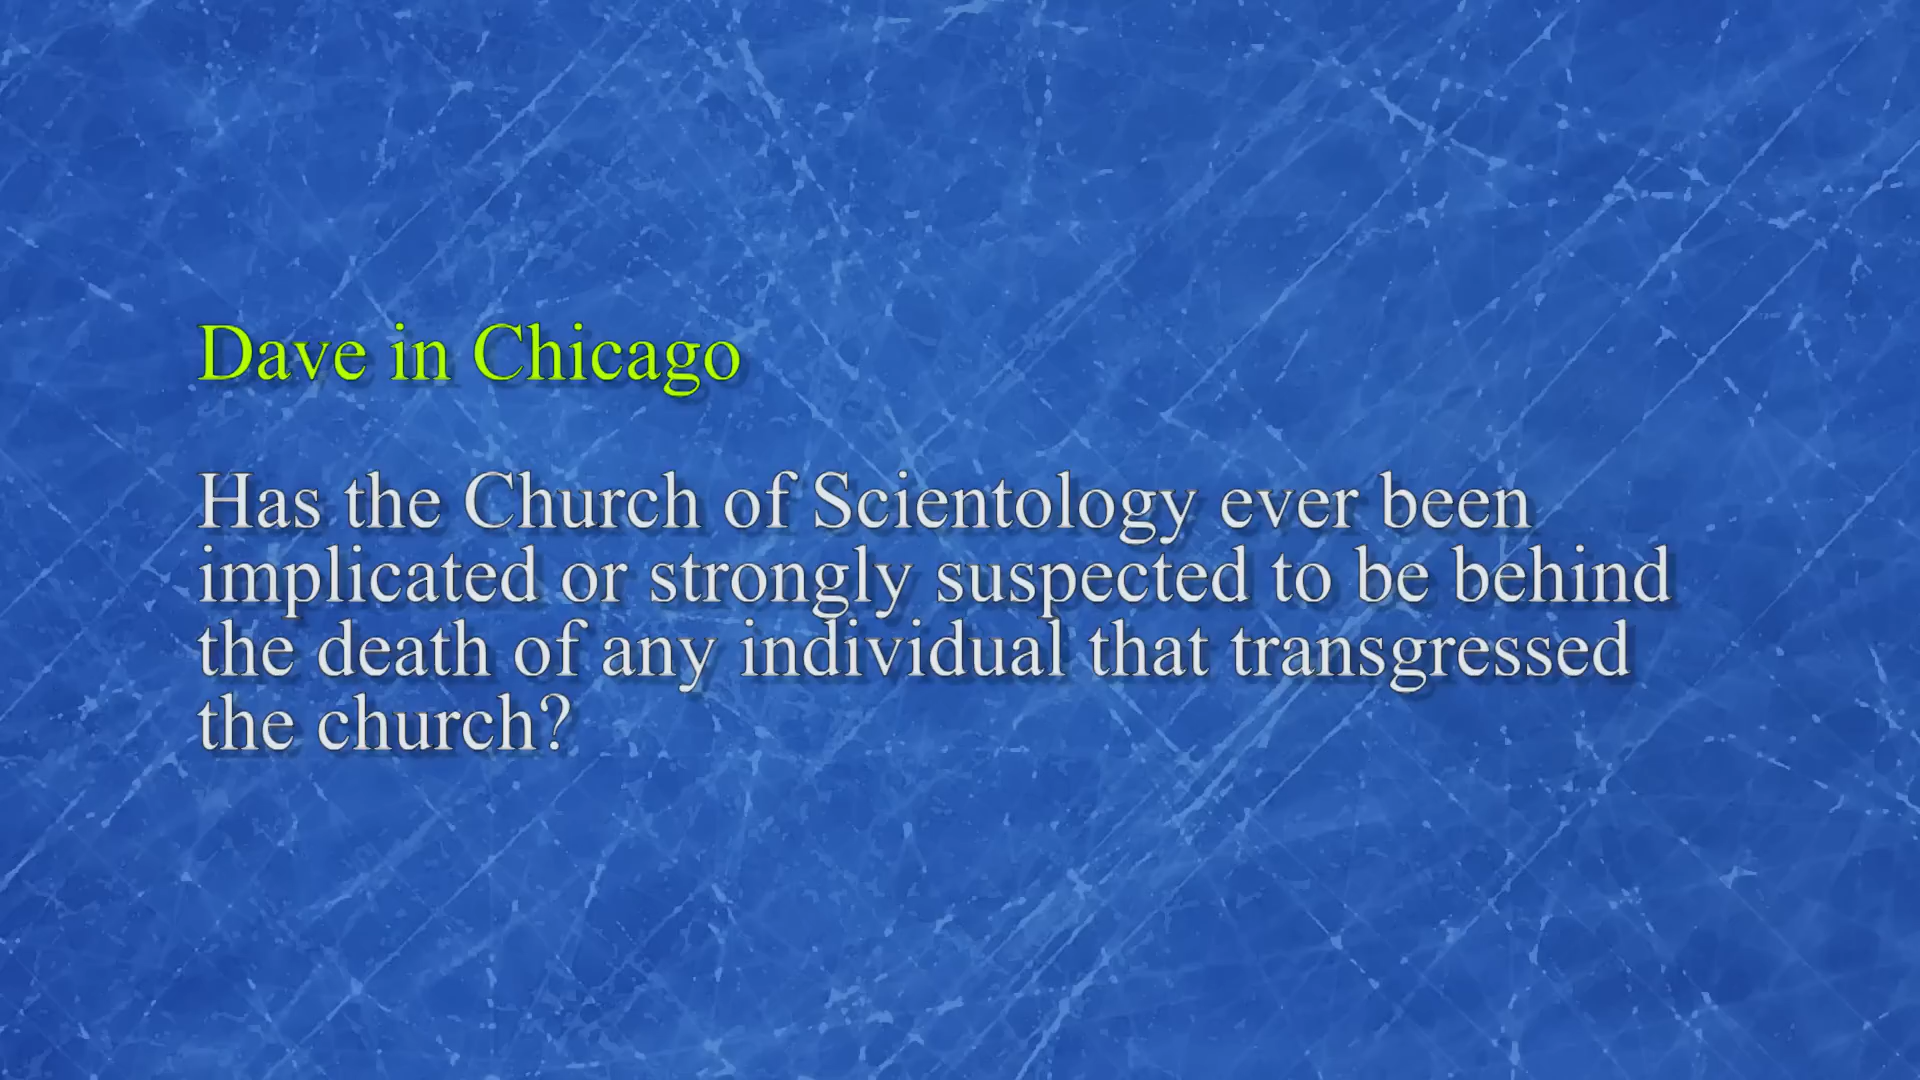 Dave in Chicago
Has the Church of Scientology ever been
implicated or strongly suspected to be behind
the death of any individual that transgressed
the church?